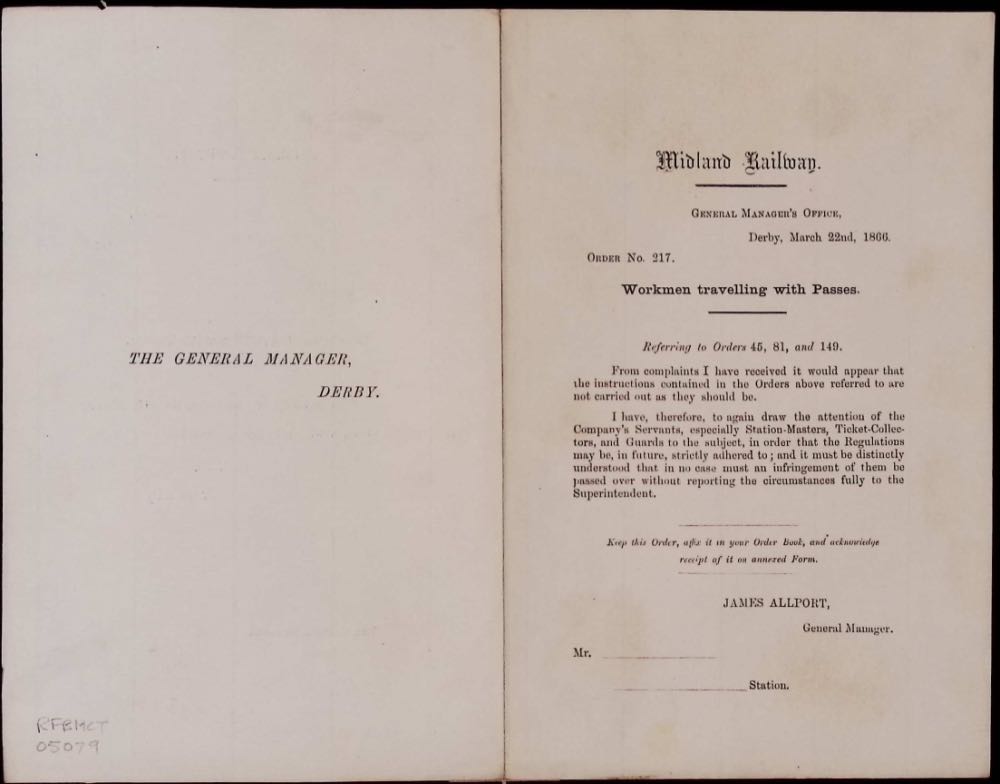 THE GENERAL MANAGER,
DERBY.
RFBMCT
05079
Midland Railway.
GENERAL MANAGER'S OFFICE,
Derby, March 22nd, 1866.
ORDER No. 217.
Workmen travelling with Passes.
Referring to Orders 45, 81, and 149.
From complaints I have received it would appear that
the instructions contained in the Orders above referred to are
not carried out as they should be.
I have, therefore, to again draw the attention of the
Company's Servants, especially Station-Masters, Ticket-Collec-
tors, and Guards to the subject, in order that the Regulations
may be, in future, strictly adhered to; and it must be distinctly
understood that in no case must an infringement of them be
passed over without reporting the circumstances fully to the
Superintendent.
Keep this Order, affix it in your Order Book, and acknowledge
receipt of it on annexed Form.
JAMES ALLPORT,
General Manager.
Mr.
Station.